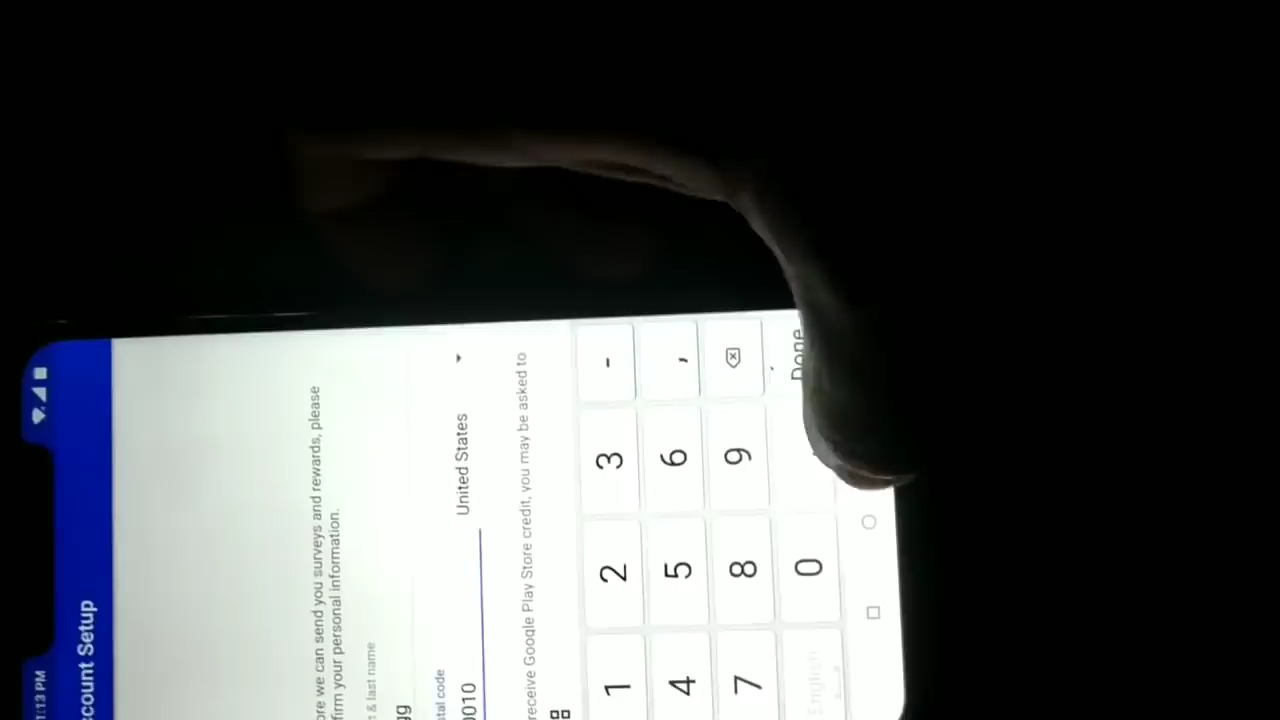 1:13 PM
ccount Setup
ore we can send you surveys and rewards, please
firm your personal information.
t & last name
gg
stal code
0010
United States
receive Google Play Store credit, you may be asked to
1 2 3 -
4 5 6 ,
7 8 9
English 0 Done